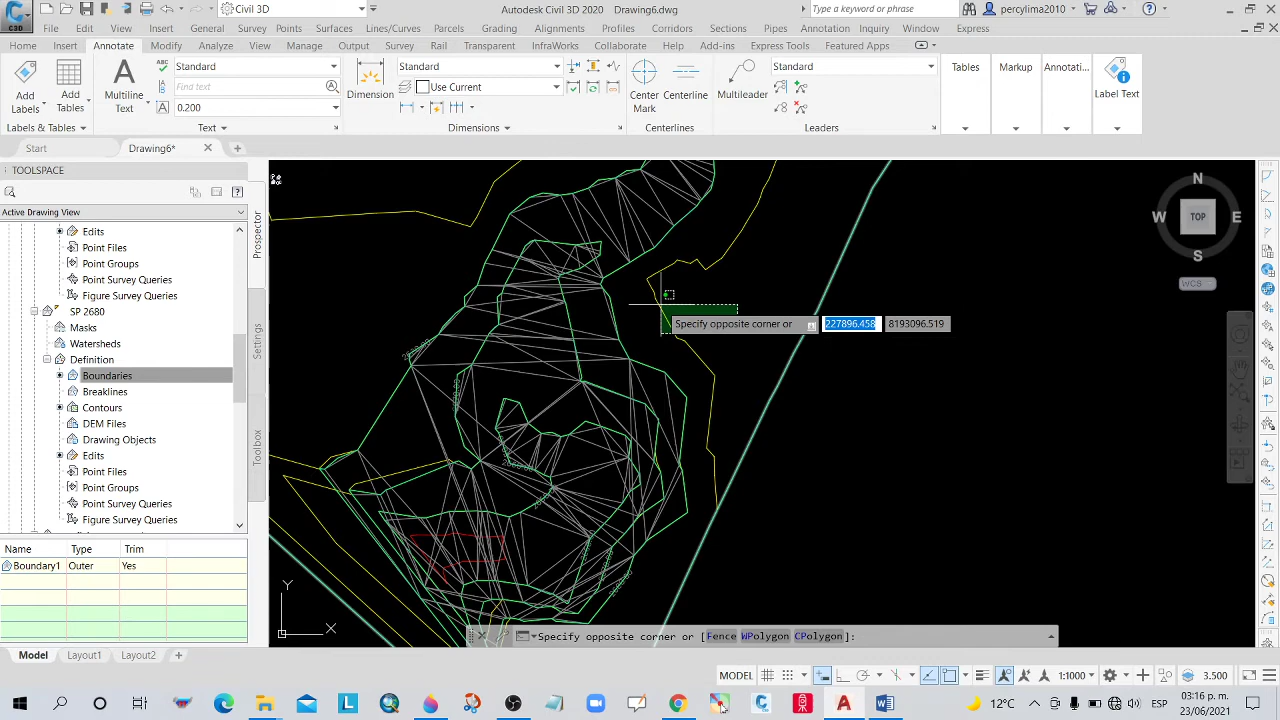 C3D
Civil 3D
Autodesk Civil 3D 2020 Drawing6.dwg
Type a keyword or phrase
percylima2010
File Edit View Insert General Survey Points Surfaces Lines/Curves Parcels Grading Alignments Profiles Corridors Sections Pipes Annotation Inquiry Window Express
Home Insert Annotate Modify Analyze View Manage Output Survey Rail Transparent InfraWorks Collaborate Help Add-ins Express Tools Featured Apps
Add Labels
Add Tables
Labels & Tables
Multiline Text
Standard
Find text
0.200
Text
Dimension
Standard
Use Current
Dimensions
Center Mark
Centerline
Centerlines
Multileader
Standard
Leaders
Tables
Markup
Annotati...
Label Text
Start
Drawing6*
TOOLSPACE
Active Drawing View
Edits
Point Files
Point Groups
Point Survey Queries
Figure Survey Queries
SP 2680
Masks
Watersheds
Definition
Boundaries
Breaklines
Contours
DEM Files
Drawing Objects
Edits
Point Files
Point Groups
Point Survey Queries
Figure Survey Queries
Name Type Trim
Boundary1 Outer Yes
Prospector
Settings
Survey
Toolbox
N
W TOP E
S
WCS
Specify opposite corner or
227896.458
8193096.519
Y
X
Specify opposite corner or [Fence WPolygon CPolygon]:
Model Layout1 Layout2
MODEL
1:1000
3.500
12°C
ESP
03:16 p. m.
23/06/2021